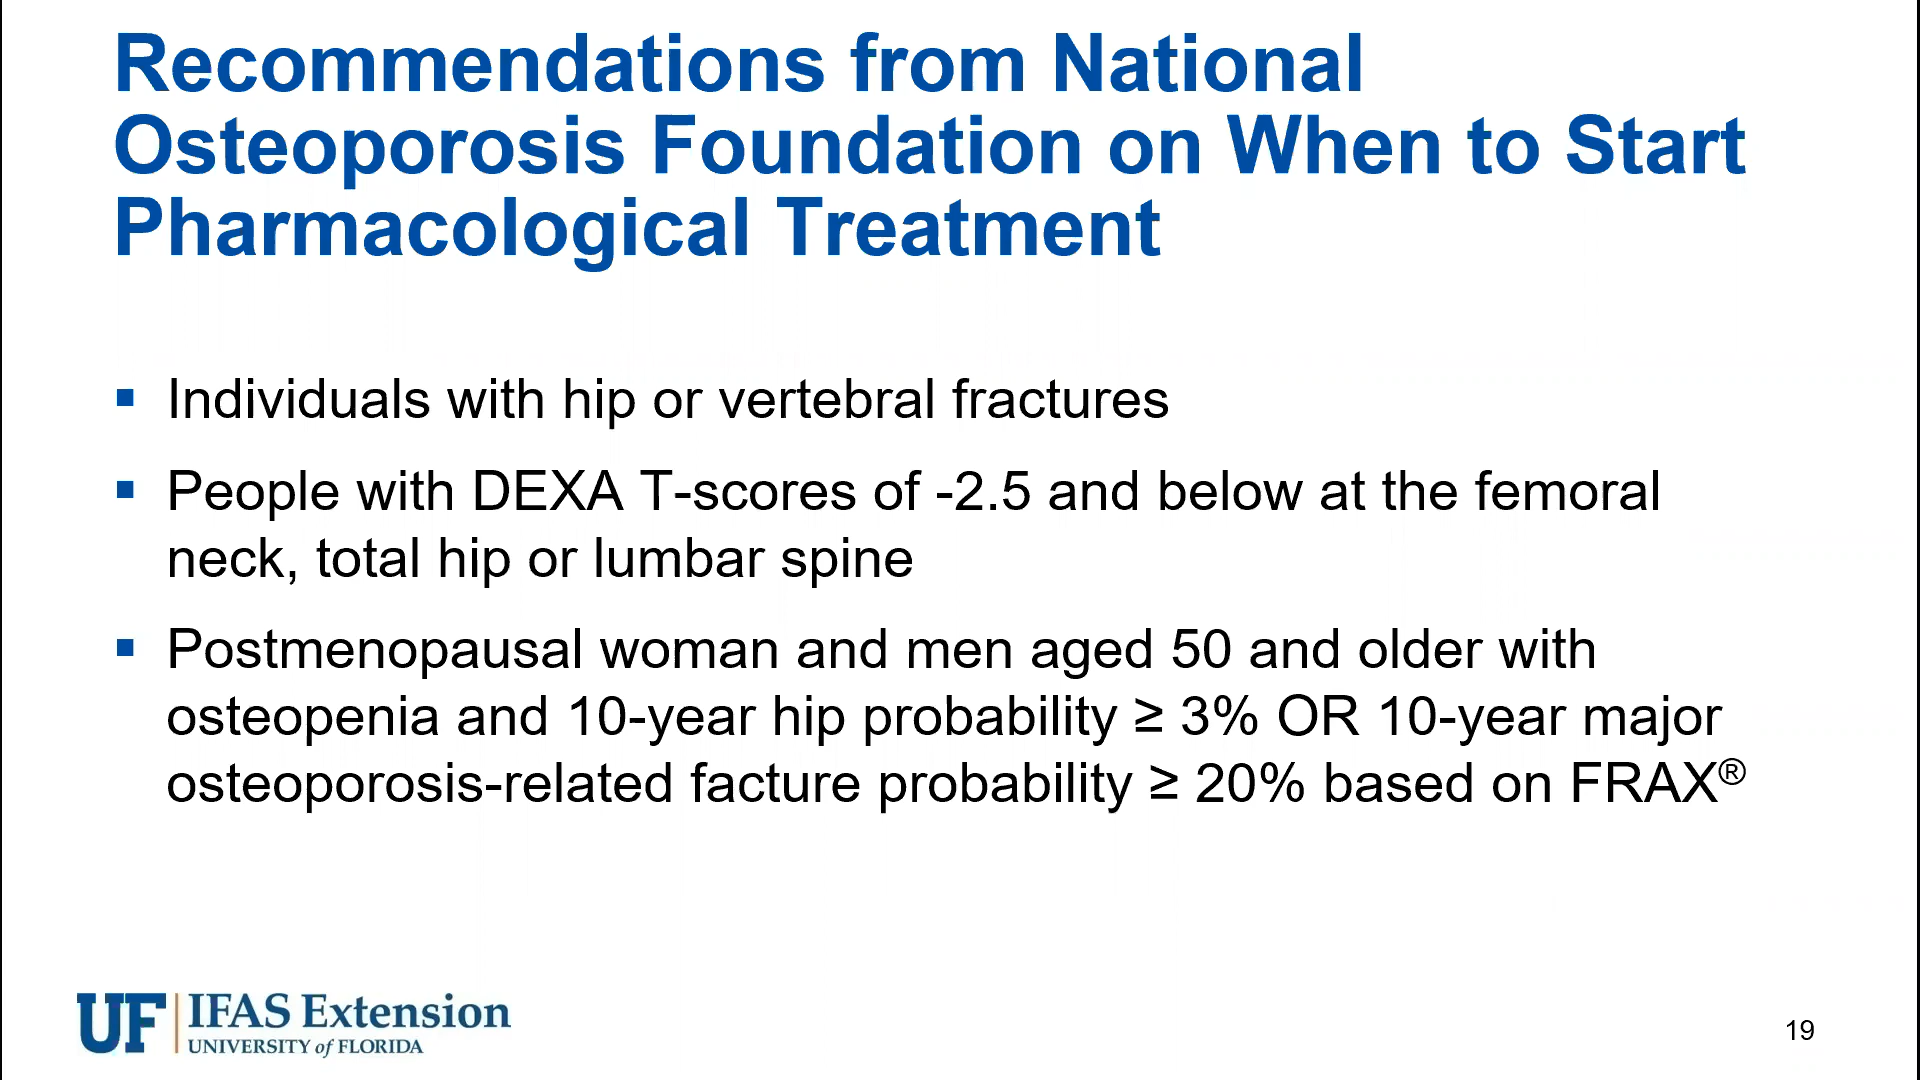 Recommendations from National
Osteoporosis Foundation on When to Start
Pharmacological Treatment
▪ Individuals with hip or vertebral fractures
▪ People with DEXA T-scores of -2.5 and below at the femoral
neck, total hip or lumbar spine
▪ Postmenopausal woman and men aged 50 and older with
osteopenia and 10-year hip probability ≥ 3% OR 10-year major
osteoporosis-related facture probability ≥ 20% based on FRAX®
UF IFAS Extension
UNIVERSITY of FLORIDA
19